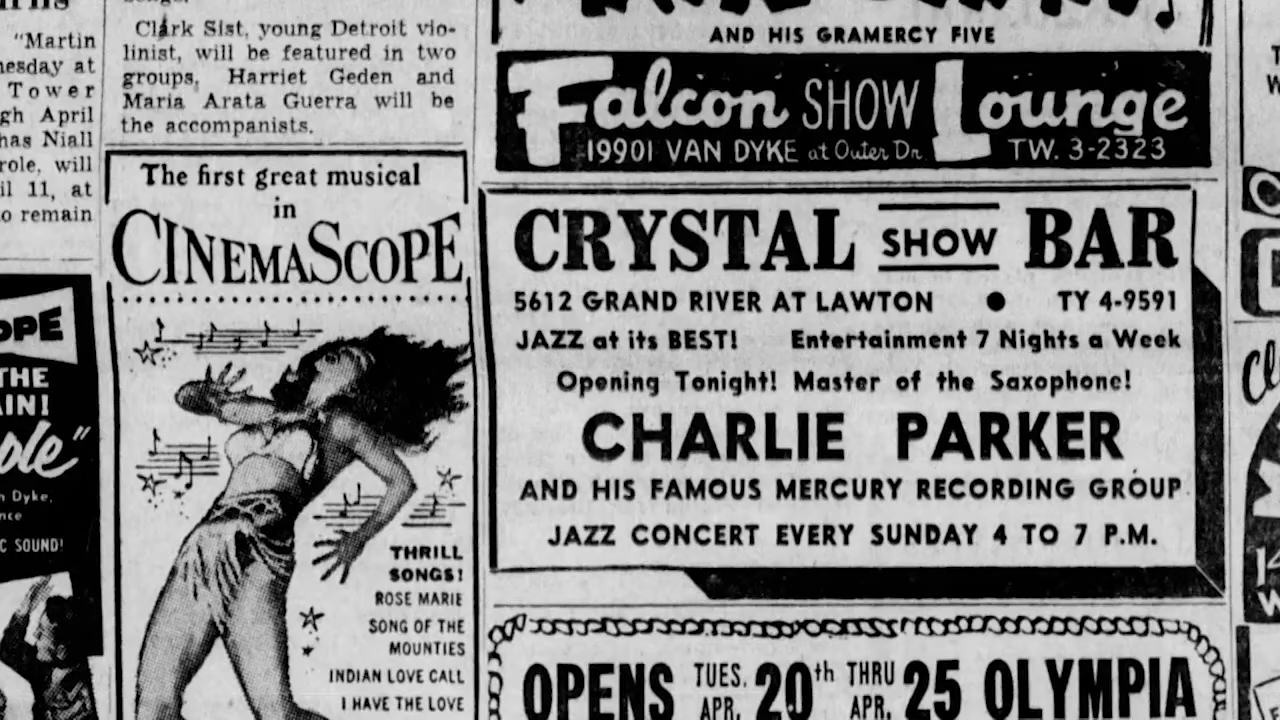 "Martin
nesday at
Tower
gh April
has Niall
role, will
il 11, at
o remain
OPE
THE
AIN!
ole"
n Dyke,
nce
C SOUND!
Clark Sist, young Detroit vio-
linist, will be featured in two
groups, Harriet Geden and
Maria Arata Guerra will be
the accompanists.
The first great musical
in
CINEMASCOPE
THRILL
SONGS!
ROSE MARIE
SONG OF THE
MOUNTIES
INDIAN LOVE CALL
I HAVE THE LOVE
AND HIS GRAMERCY FIVE
Falcon SHOW Lounge
19901 VAN DYKE at Outer Dr. TW. 3-2323
CRYSTAL SHOW BAR
5612 GRAND RIVER AT LAWTON ● TY 4-9591
JAZZ at its BEST! Entertainment 7 Nights a Week
Opening Tonight! Master of the Saxophone!
CHARLIE PARKER
AND HIS FAMOUS MERCURY RECORDING GROUP
JAZZ CONCERT EVERY SUNDAY 4 TO 7 P.M.
OPENS TUES. APR. 20th THRU APR. 25 OLYMPIA